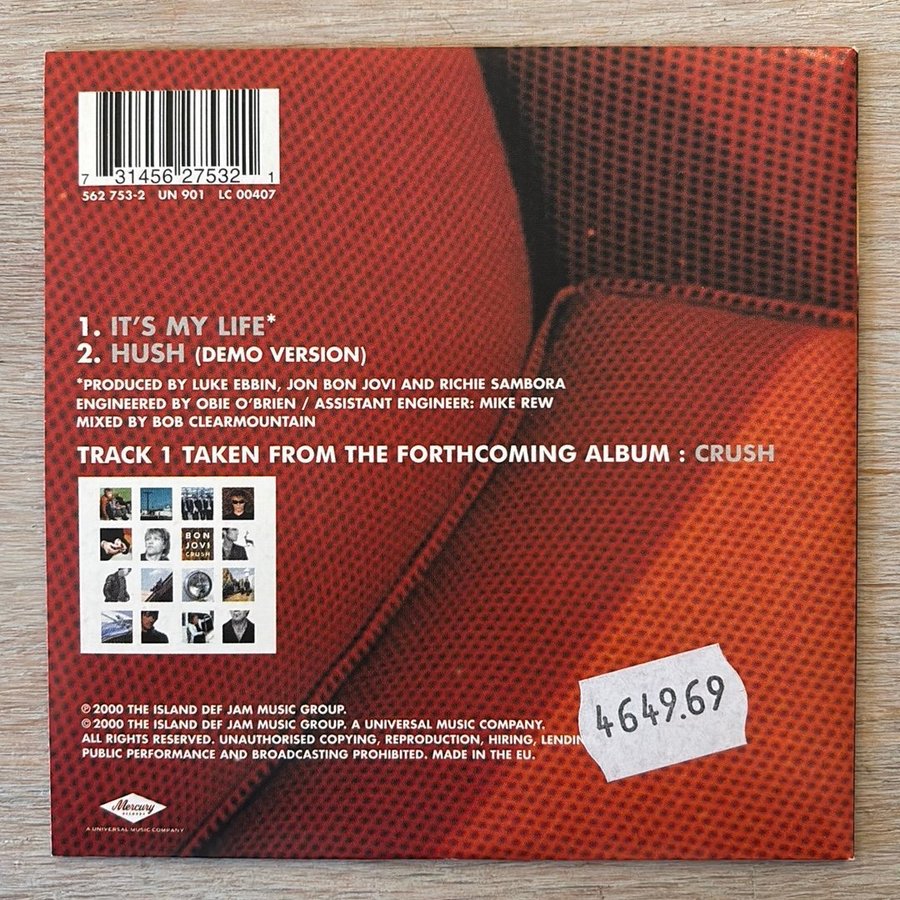 7 31456 27532 1
562 753-2 UN 901 LC 00407
1. IT'S MY LIFE*
2. HUSH (DEMO VERSION)
*PRODUCED BY LUKE EBBIN, JON BON JOVI AND RICHIE SAMBORA
ENGINEERED BY OBIE O'BRIEN / ASSISTANT ENGINEER: MIKE REW
MIXED BY BOB CLEARMOUNTAIN
TRACK 1 TAKEN FROM THE FORTHCOMING ALBUM : CRUSH
BON
JOVI
CRUSH
℗ 2000 THE ISLAND DEF JAM MUSIC GROUP.
© 2000 THE ISLAND DEF JAM MUSIC GROUP. A UNIVERSAL MUSIC COMPANY.
ALL RIGHTS RESERVED. UNAUTHORISED COPYING, REPRODUCTION, HIRING, LENDIN
PUBLIC PERFORMANCE AND BROADCASTING PROHIBITED. MADE IN THE EU.
4649.69
Mercury
RECORDS
A UNIVERSAL MUSIC COMPANY